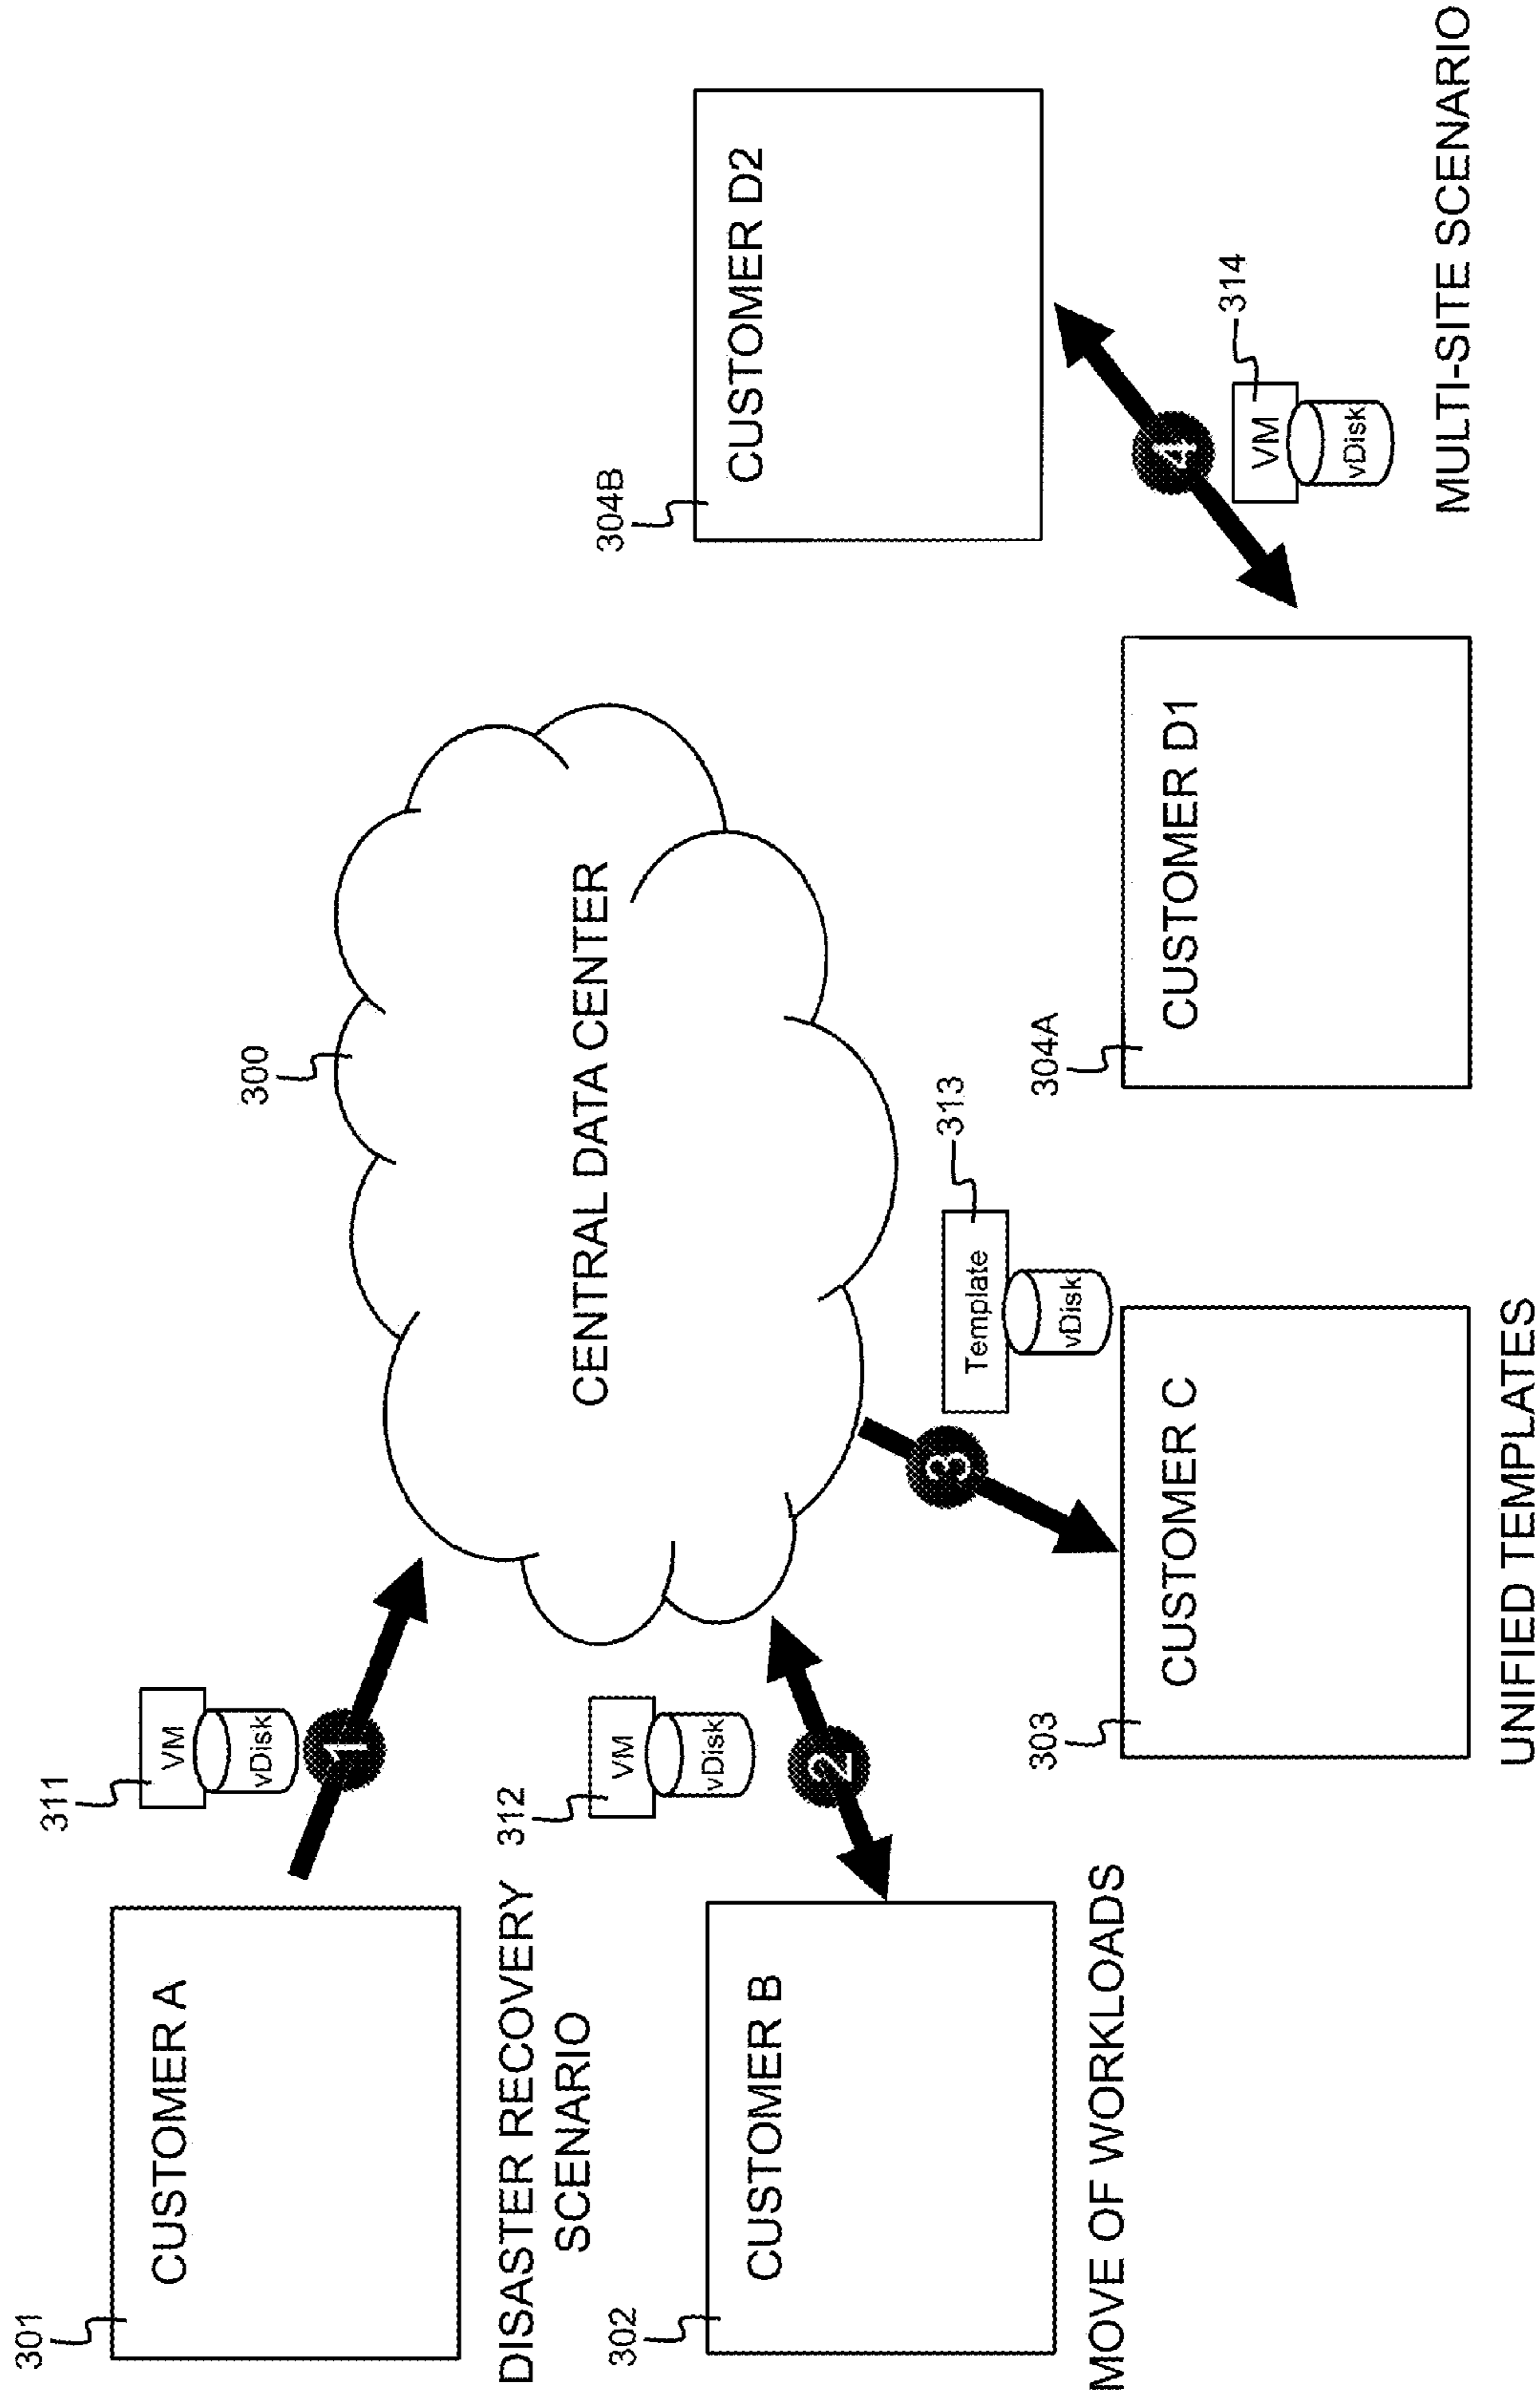 301
CUSTOMER A
DISASTER RECOVERY
SCENARIO
311
VM
vDisk
1
300
CENTRAL DATA CENTER
302
CUSTOMER B
MOVE OF WORKLOADS
312
VM
vDisk
2
303
CUSTOMER C
UNIFIED TEMPLATES
3
313
Template
vDisk
304A
CUSTOMER D1
304B
CUSTOMER D2
4
314
VM
vDisk
MULTI-SITE SCENARIO